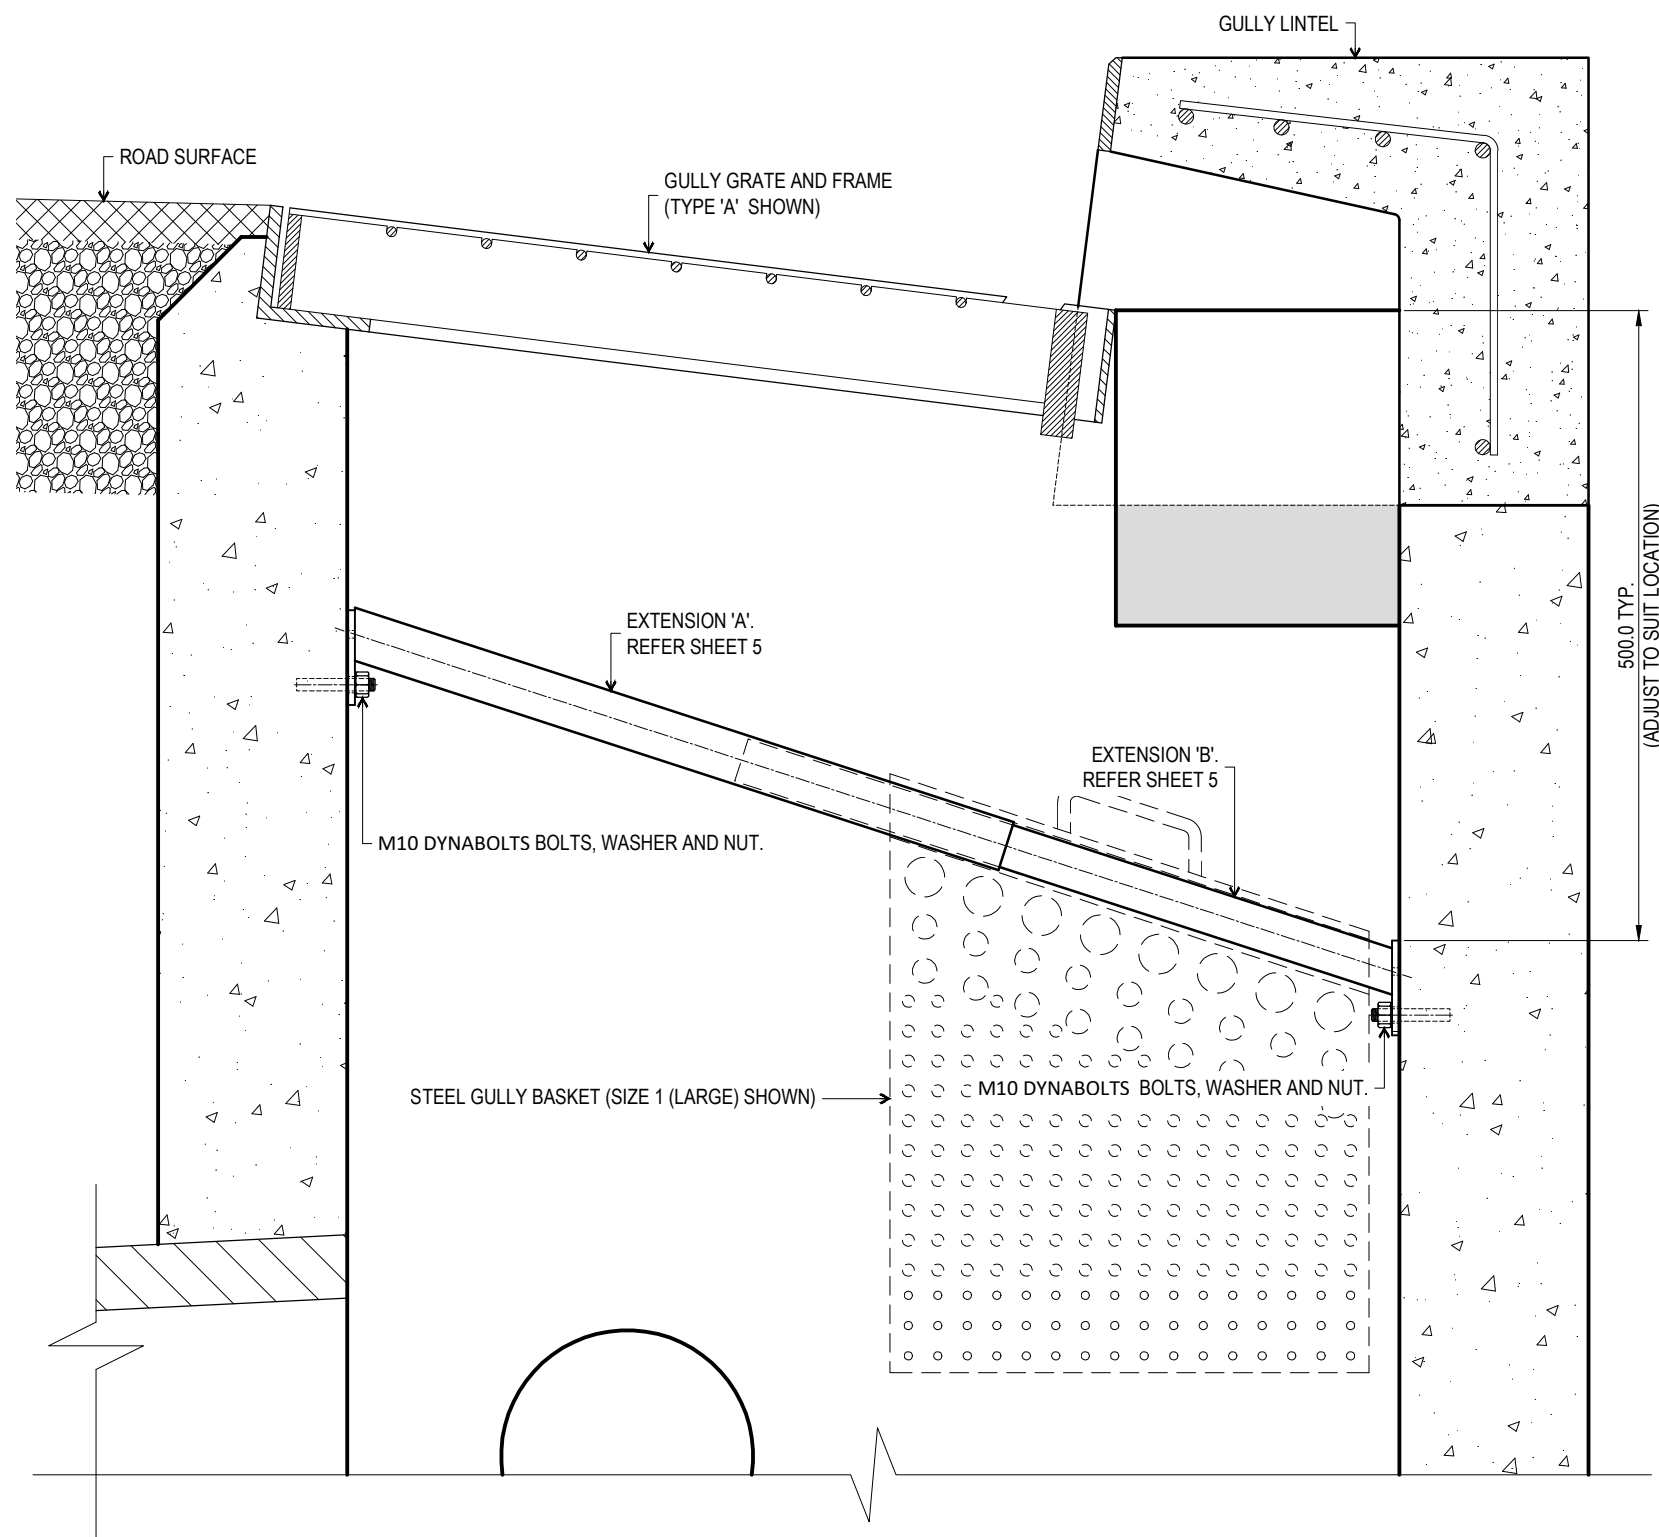 GULLY LINTEL
ROAD SURFACE
GULLY GRATE AND FRAME
(TYPE 'A' SHOWN)
500.0 TYP.
(ADJUST TO SUIT LOCATION)
EXTENSION 'A'.
REFER SHEET 5
EXTENSION 'B'.
REFER SHEET 5
M10 DYNABOLTS BOLTS, WASHER AND NUT.
STEEL GULLY BASKET (SIZE 1 (LARGE) SHOWN)
M10 DYNABOLTS BOLTS, WASHER AND NUT.